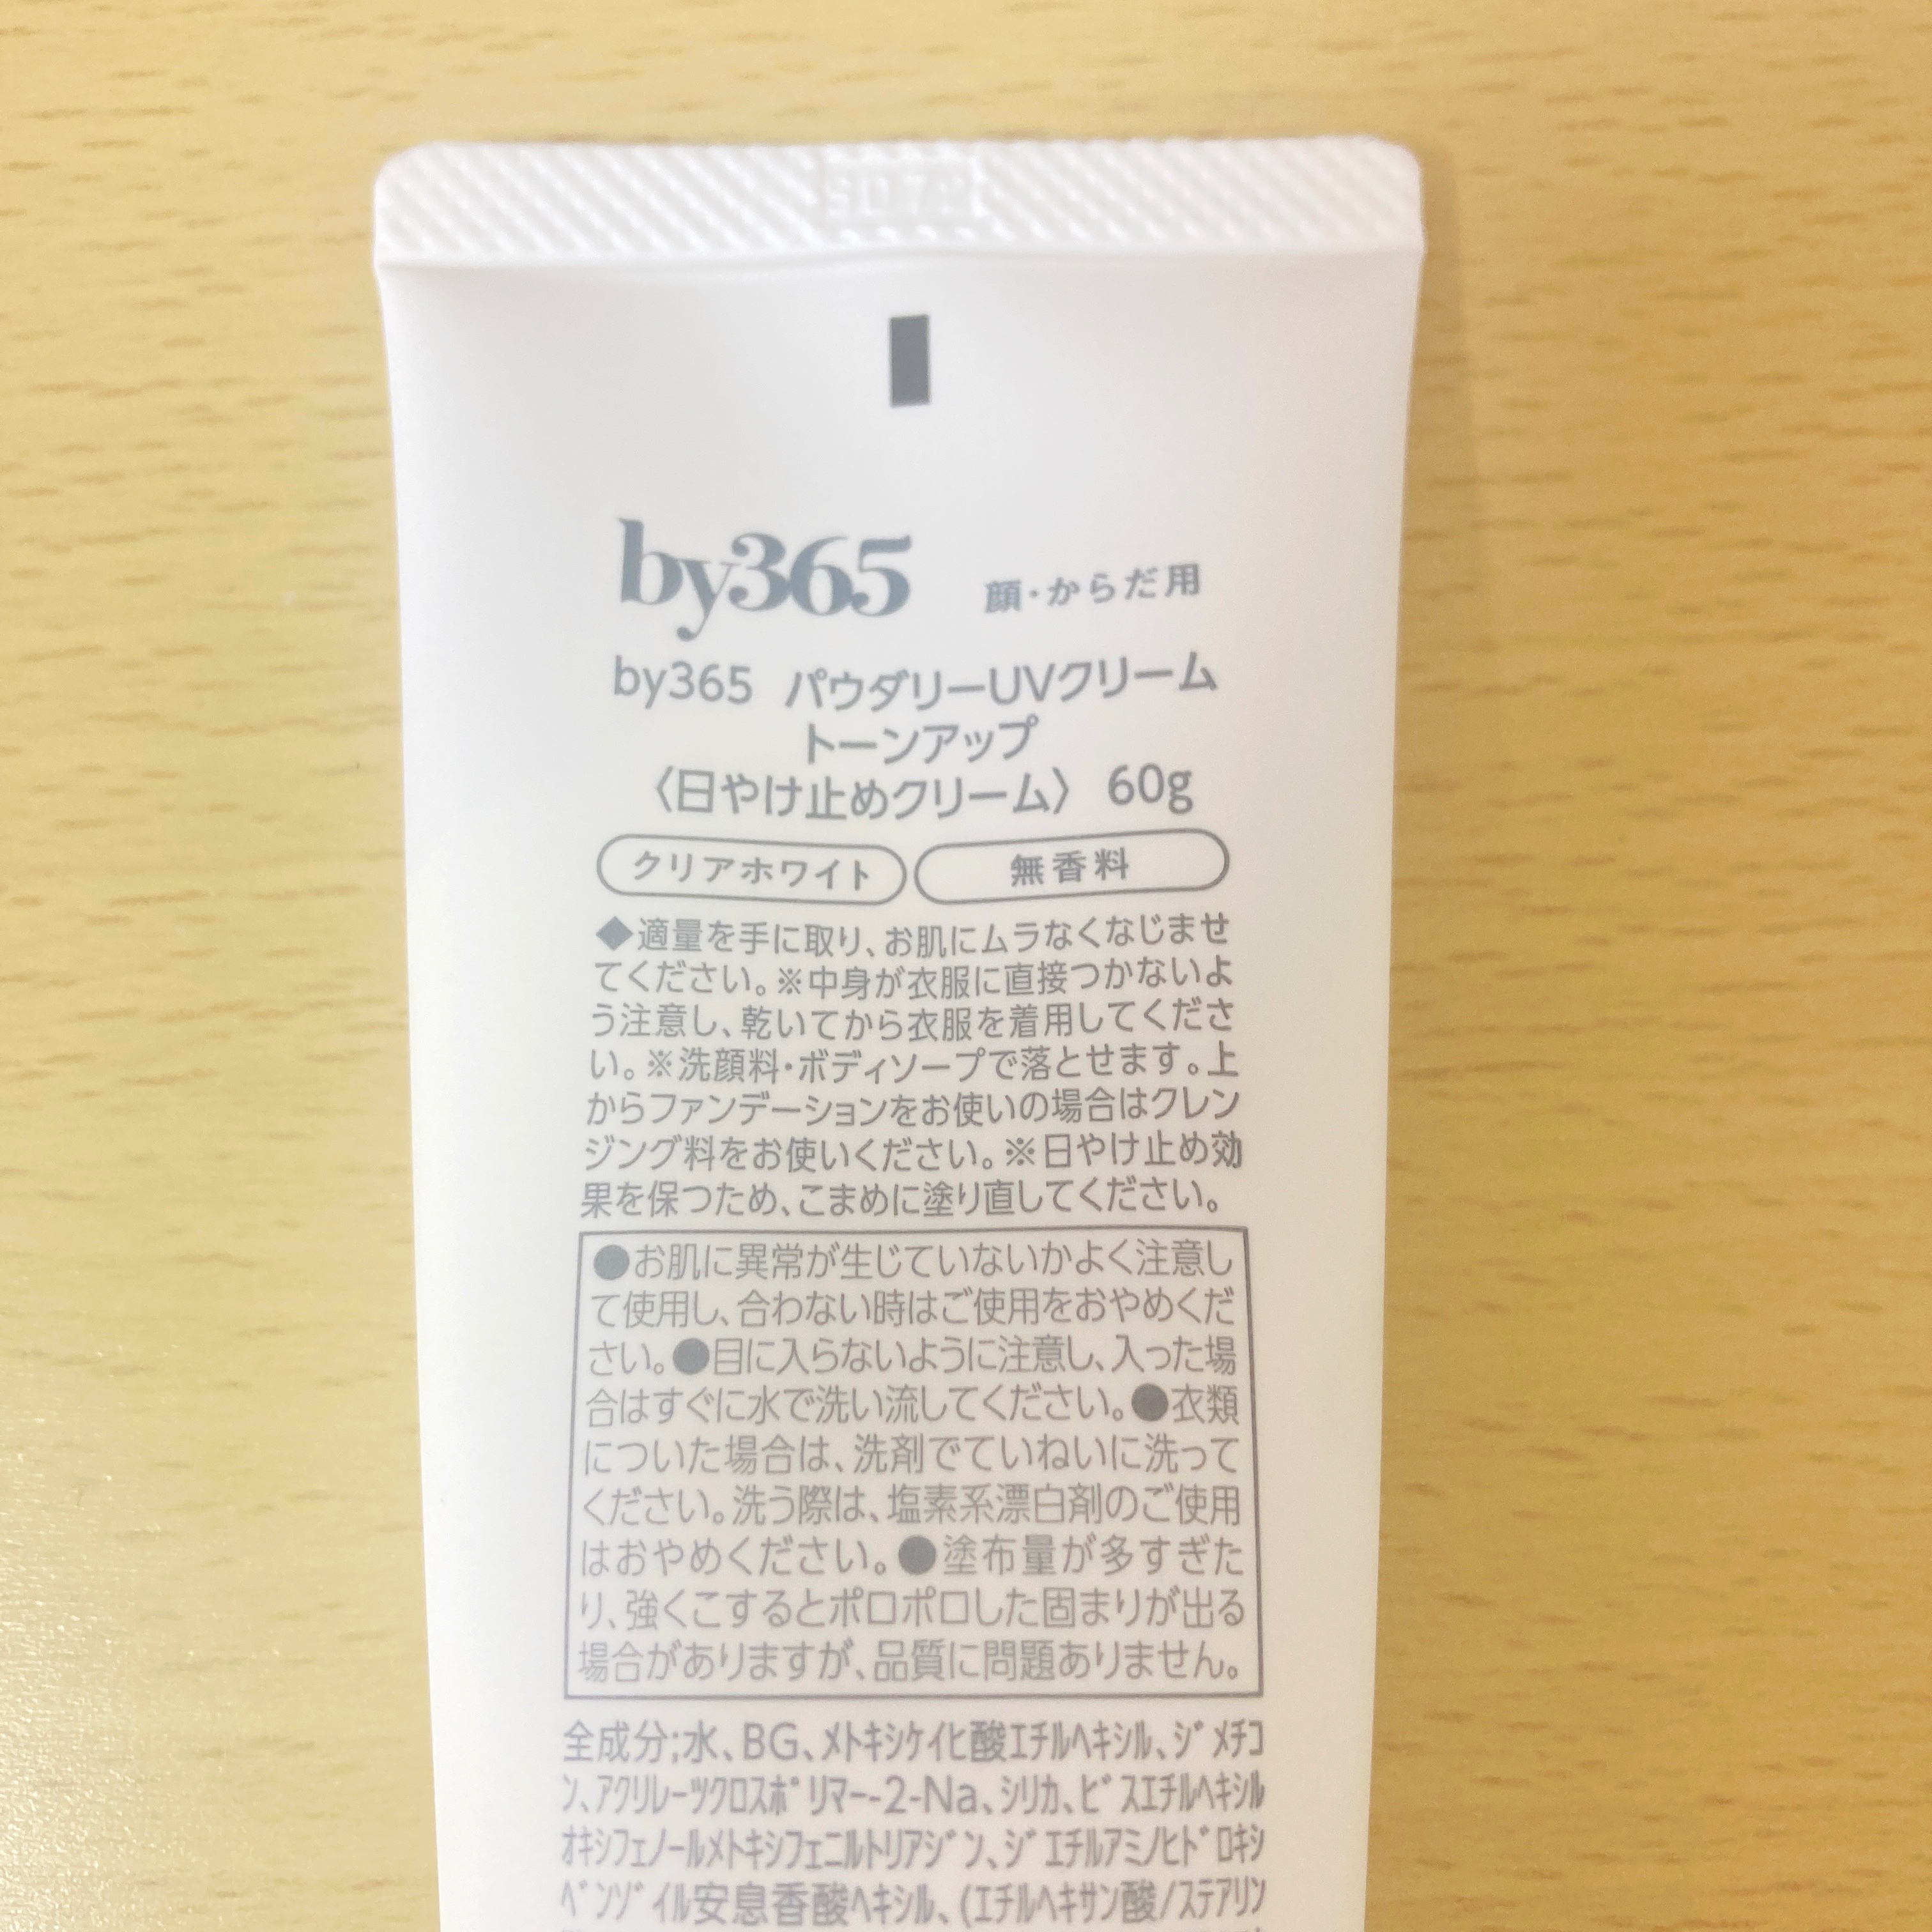 by365 顔・からだ用
by365 パウダリーUVクリーム
トーンアップ
〈日やけ止めクリーム〉 60g
クリアホワイト 無香料
◆適量を手に取り、お肌にムラなくなじませ
てください。※中身が衣服に直接つかないよ
う注意し、乾いてから衣服を着用してくださ
い。※洗顔料・ボディソープで落とせます。上
からファンデーションをお使いの場合はクレン
ジング料をお使いください。※日やけ止め効
果を保つため、こまめに塗り直してください。
●お肌に異常が生じていないかよく注意し
て使用し、合わない時はご使用をおやめくだ
さい。●目に入らないように注意し、入った場
合はすぐに水で洗い流してください。●衣類
についた場合は、洗剤でていねいに洗って
ください。洗う際は、塩素系漂白剤のご使用
はおやめください。●塗布量が多すぎた
り、強くこするとポロポロした固まりが出る
場合がありますが、品質に問題ありません。
全成分;水、BG、ﾒﾄｷｼｹｲﾋ酸ｴﾁﾙﾍｷｼﾙ、ｼﾞﾒﾁｺ
ﾝ、ｱｸﾘﾚｰﾂｸﾛｽﾎﾟﾘﾏｰ-2-Na、ｼﾘｶ、ﾋﾞｽｴﾁﾙﾍｷｼﾙ
ｵｷｼﾌｪﾉｰﾙﾒﾄｷｼﾌｪﾆﾙﾄﾘｱｼﾞﾝ、ｼﾞｴﾁﾙｱﾐﾉﾋﾄﾞﾛｷｼ
ﾍﾞﾝｿﾞｲﾙ安息香酸ﾍｷｼﾙ、(ｴﾁﾙﾍｷｻﾝ酸/ｽﾃｱﾘﾝ